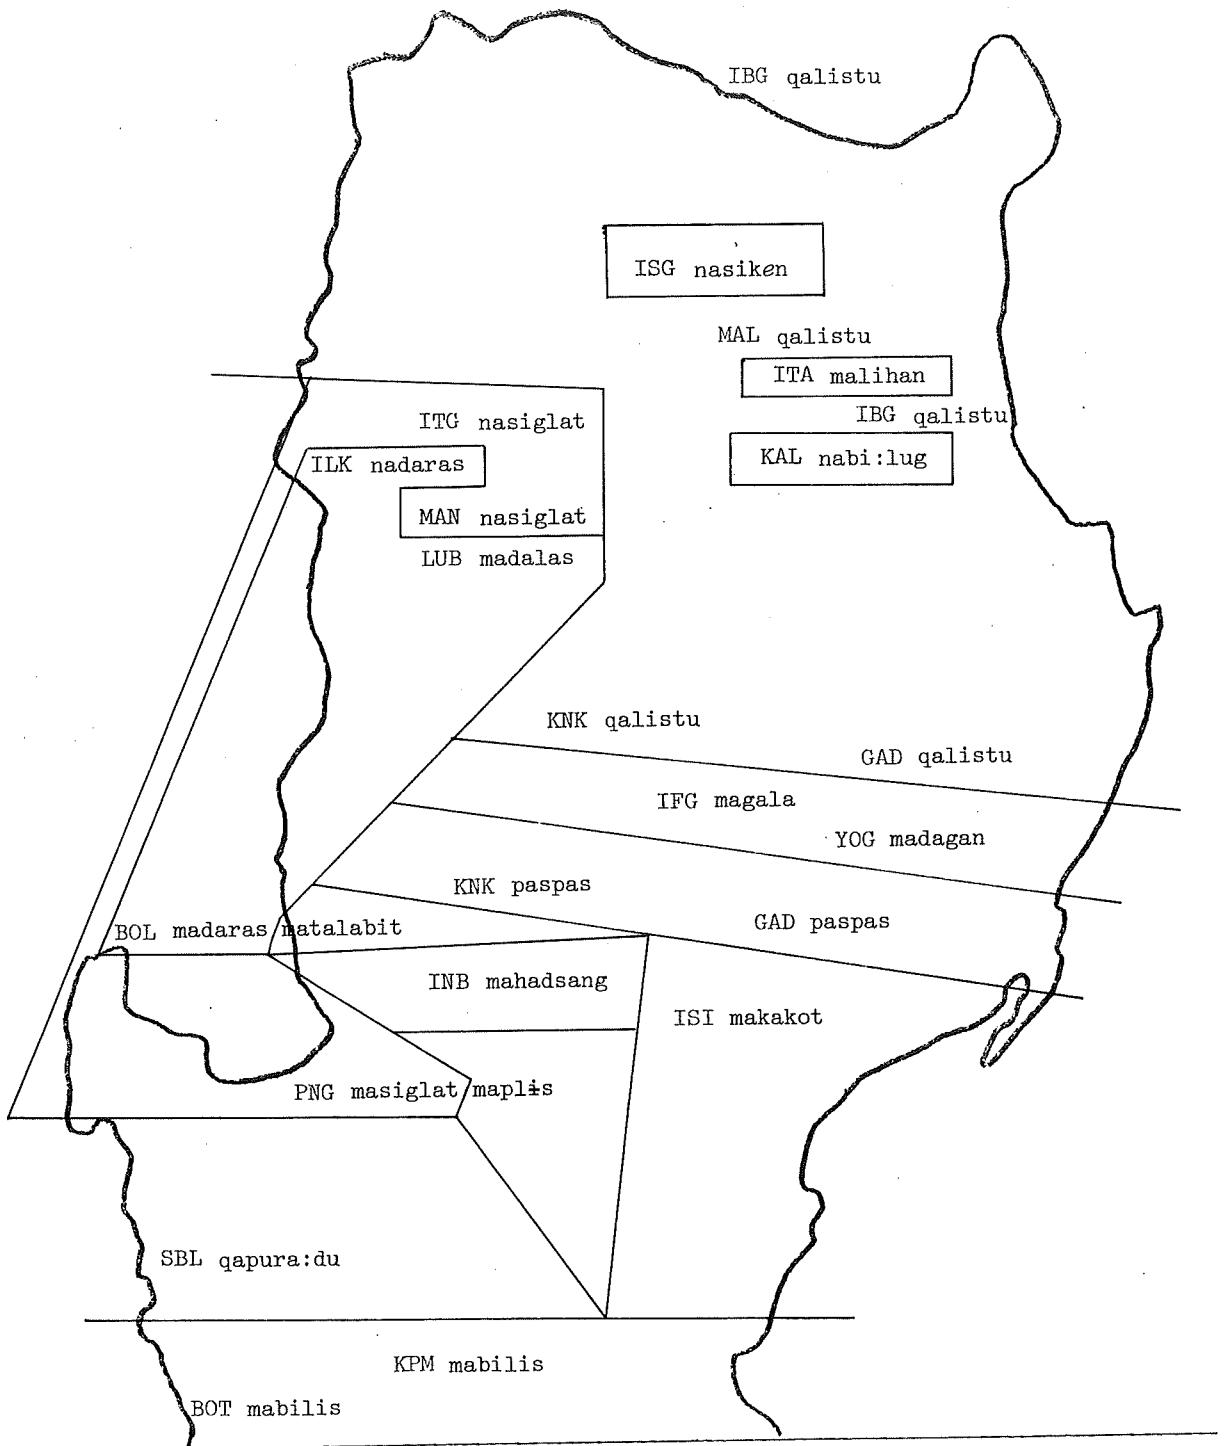 IBG qalistu
ISG nasiken
MAL qalistu
ITA malihan
IBG qalistu
ITG nasiglat
KAL nabi:lug
ILK nadaras
MAN nasiglat
LUB madalas
KNK qalistu
GAD qalistu
IFG magala
YOG madagan
KNK paspas
GAD paspas
BOL madaras matalabit
INB mahadsang
ISI makakot
PNG masiglat maplɨs
SBL qapura:du
KPM mabilis
BOT mabilis